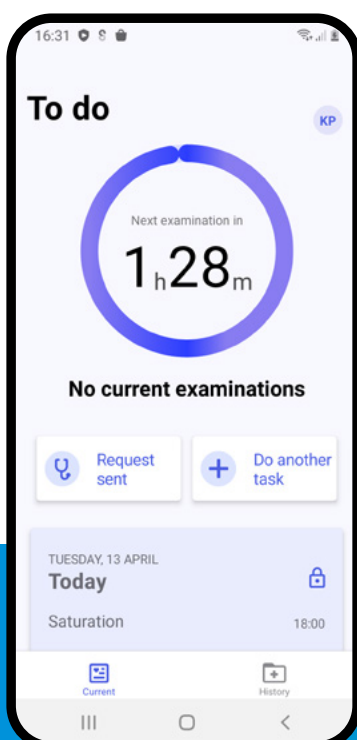 16:31
To do
KP
Next examination in
1h28m
No current examinations
Request
sent
Do another
task
TUESDAY, 13 APRIL
Today
Saturation
18:00
Current
History